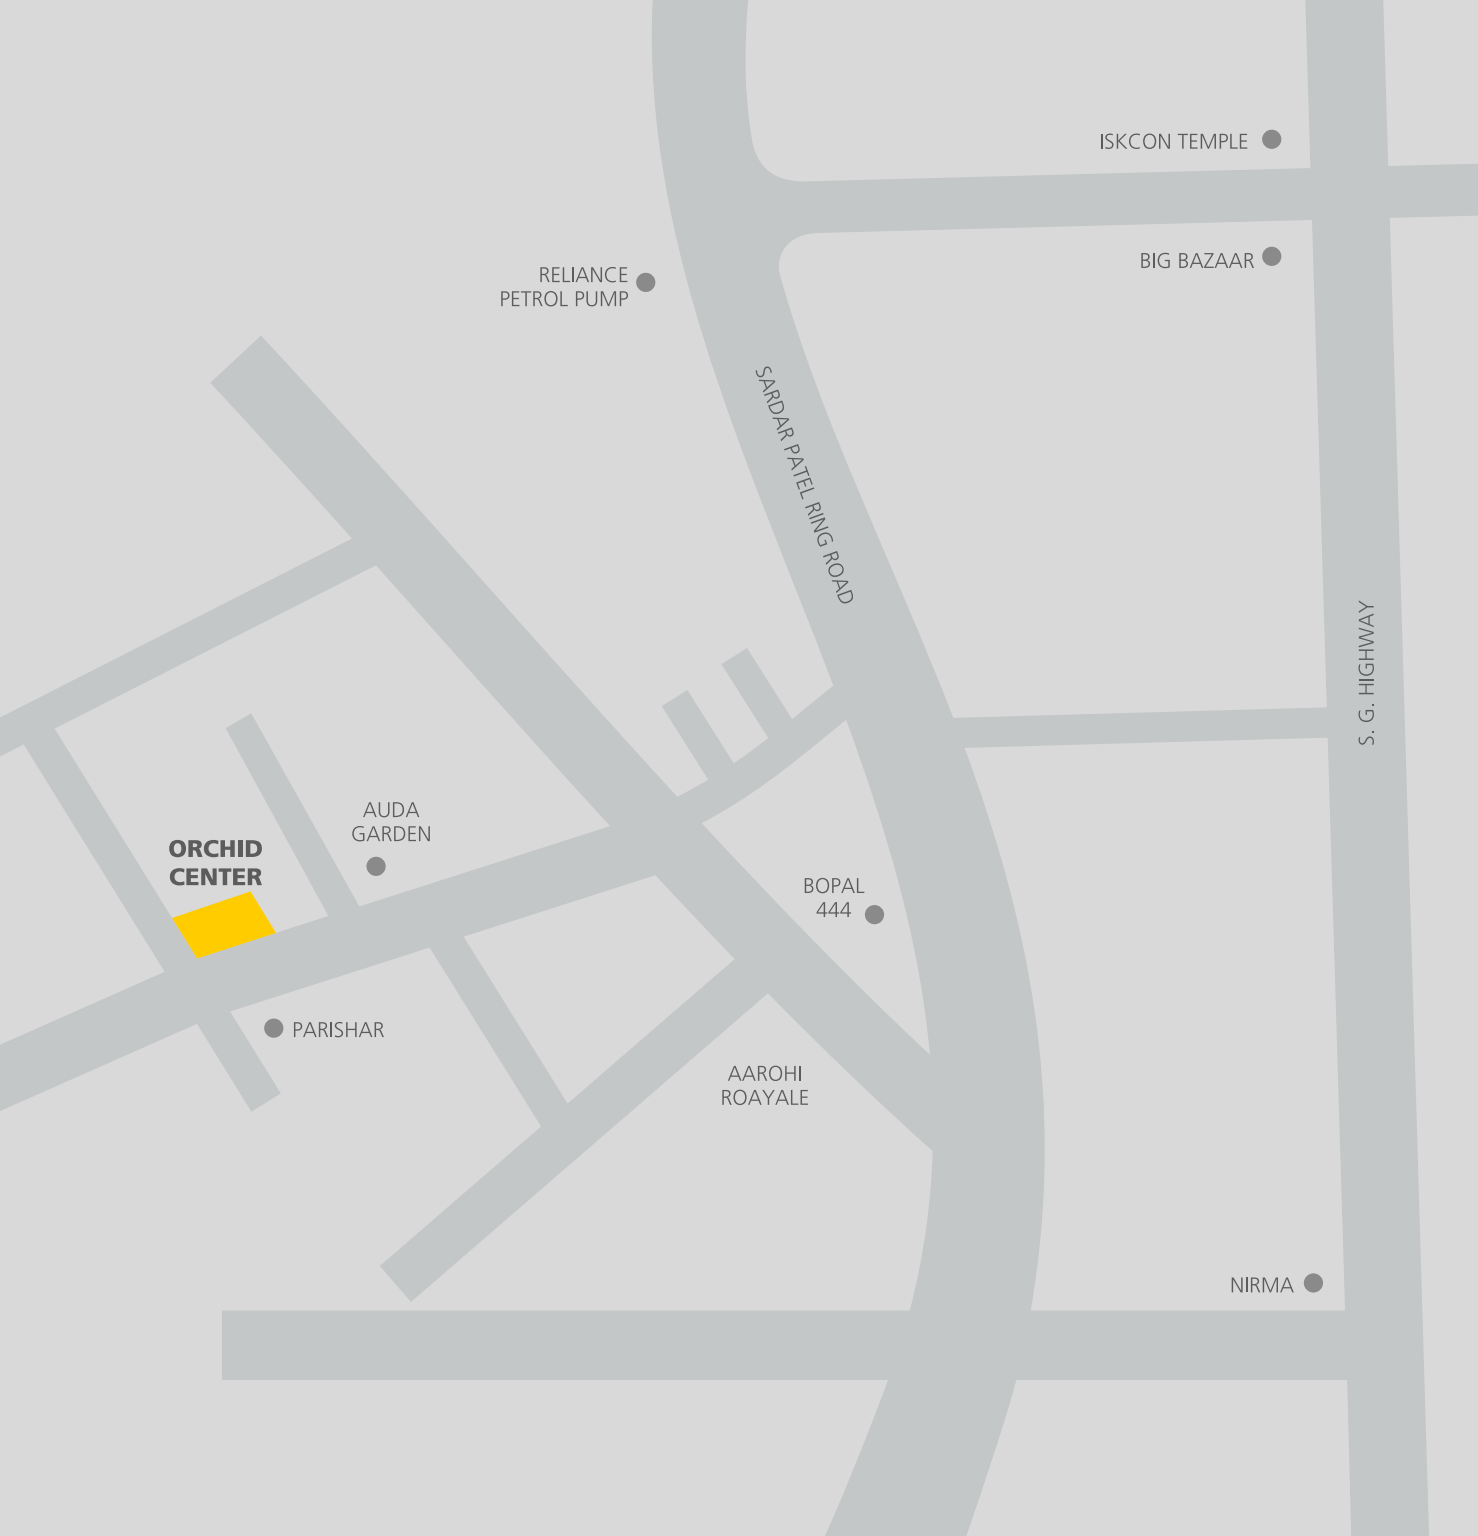 ISKCON TEMPLE
BIG BAZAAR
RELIANCE
PETROL PUMP
SARDAR PATEL RING ROAD
S. G. HIGHWAY
AUDA
GARDEN
ORCHID
CENTER
BOPAL
444
PARISHAR
AAROHI
ROAYALE
NIRMA